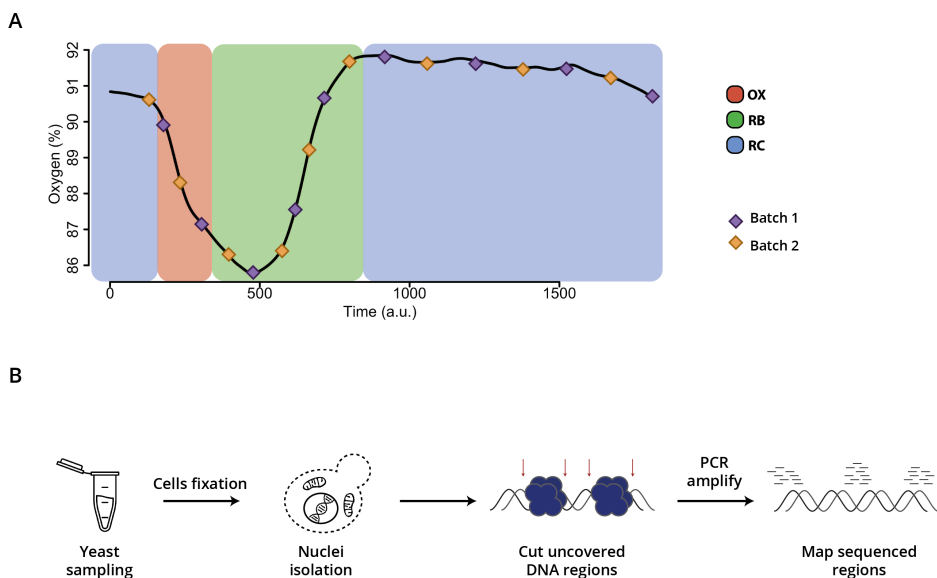 A
92
91
90
89
88
87
86
Oxygen (%)
0
500
1000
1500
Time (a.u.)
OX
RB
RC
Batch 1
Batch 2
B
Cells fixation
PCR
amplify
Yeast
sampling
Nuclei
isolation
Cut uncovered
DNA regions
Map sequenced
regions